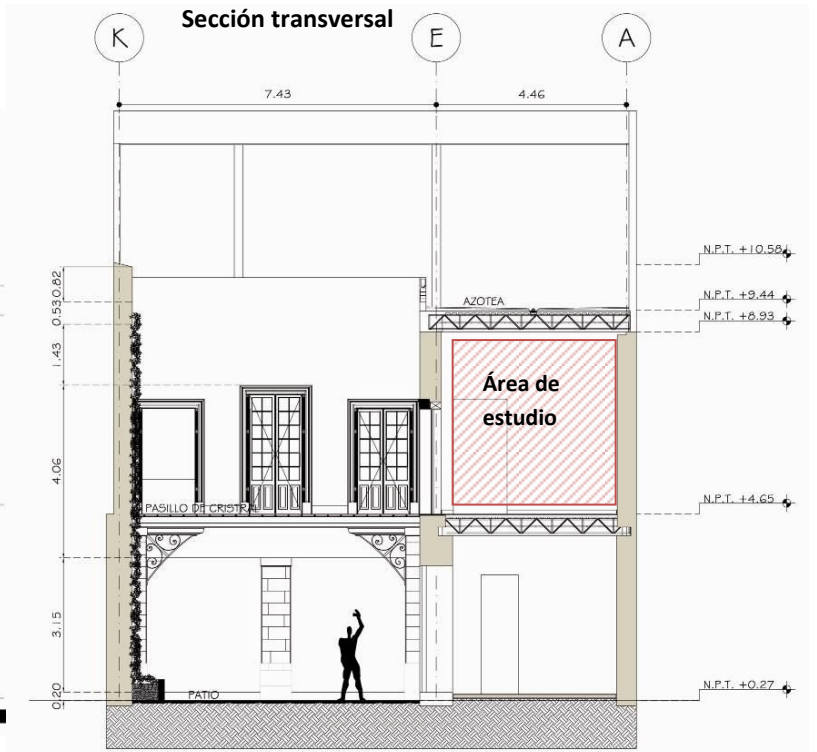 Sección transversal
K
E
A
7.43
4.46
N.P.T. +10.58
0.82
0.53
AZOTEA
N.P.T. +9.44
N.P.T. +8.93
1.43
Área de
estudio
4.06
PASILLO DE CRISTAL
N.P.T. +4.65
3.15
0.20
PATIO
N.P.T. +0.27